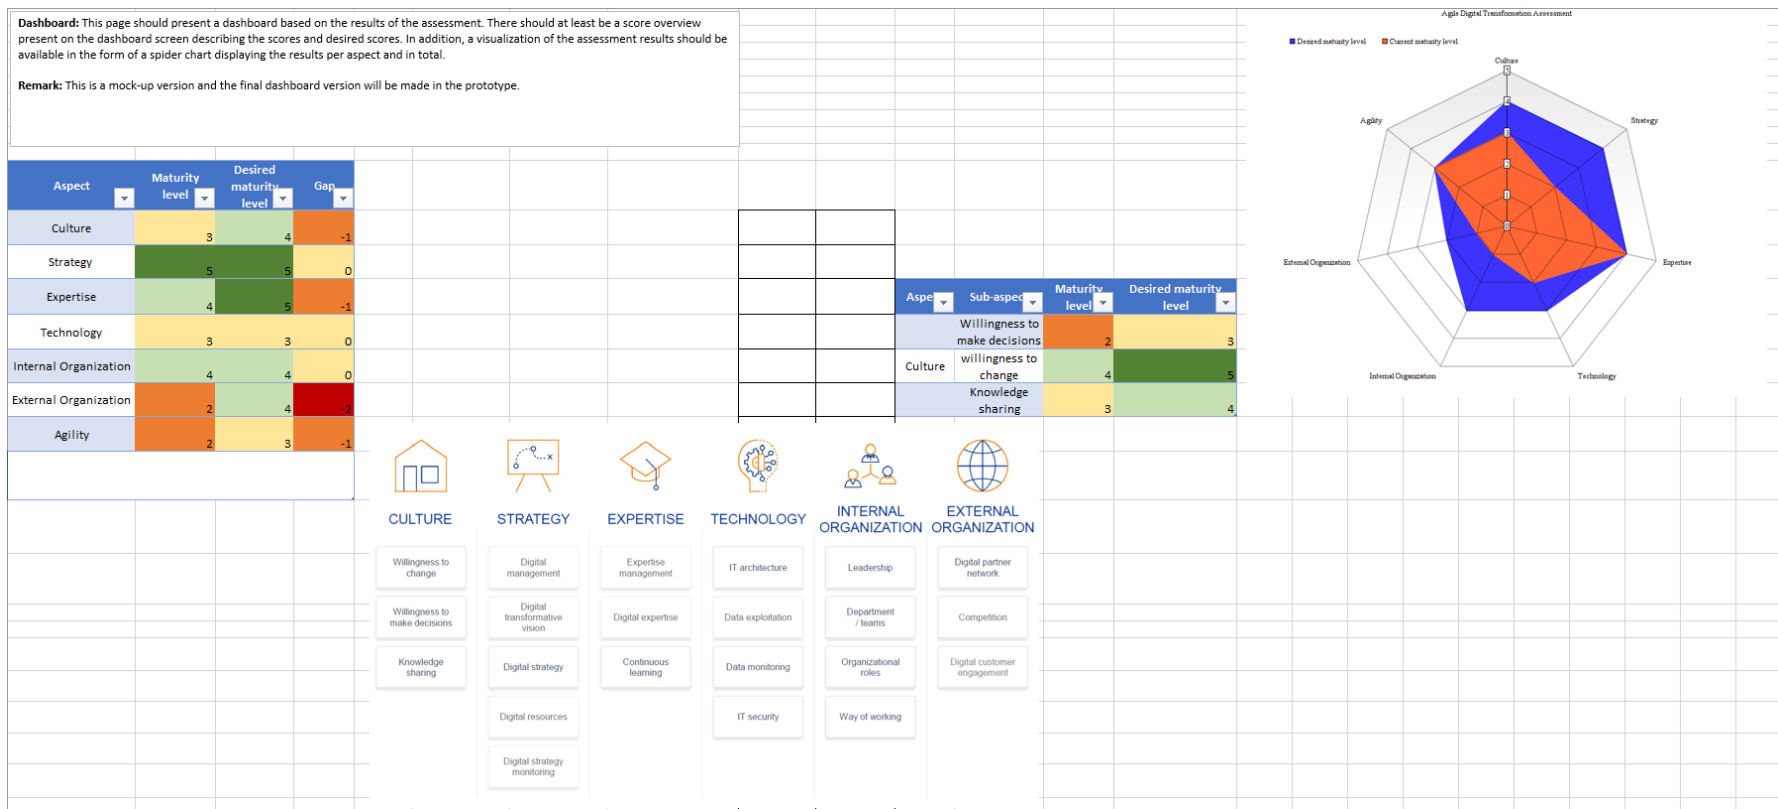 Dashboard: This page should present a dashboard based on the results of the assessment. There should at least be a score overview
present on the dashboard screen describing the scores and desired scores. In addition, a visualization of the assessment results should be
available in the form of a spider chart displaying the results per aspect and in total.
Remark: This is a mock-up version and the final dashboard version will be made in the prototype.
Aspect Maturity level Desired maturity level Gap
Culture 3 4 -1
Strategy 5 5 0
Expertise 4 5 -1
Technology 3 3 0
Internal Organization 4 4 0
External Organization 2 4 -2
Agility 2 3 -1
Aspe Sub-aspec Maturity level Desired maturity level
Willingness to make decisions 2 3
Culture willingness to change 4 5
Knowledge sharing 3 4
Agile Digital Transformation Assessment
Desired maturity level Current maturity level
Culture
Strategy
Expertise
Technology
Internal Organization
External Organization
Agility
5
4
3
2
1
0
CULTURE
Willingness to
change
Willingness to
make decisions
Knowledge
sharing
STRATEGY
Digital
management
Digital
transformative
vision
Digital strategy
Digital resources
Digital strategy
monitoring
EXPERTISE
Expertise
management
Digital expertise
Continuous
learning
TECHNOLOGY
IT architecture
Data exploitation
Data monitoring
IT security
INTERNAL
ORGANIZATION
Leadership
Department
/ teams
Organizational
roles
Way of working
EXTERNAL
ORGANIZATION
Digital partner
network
Competition
Digital customer
engagement